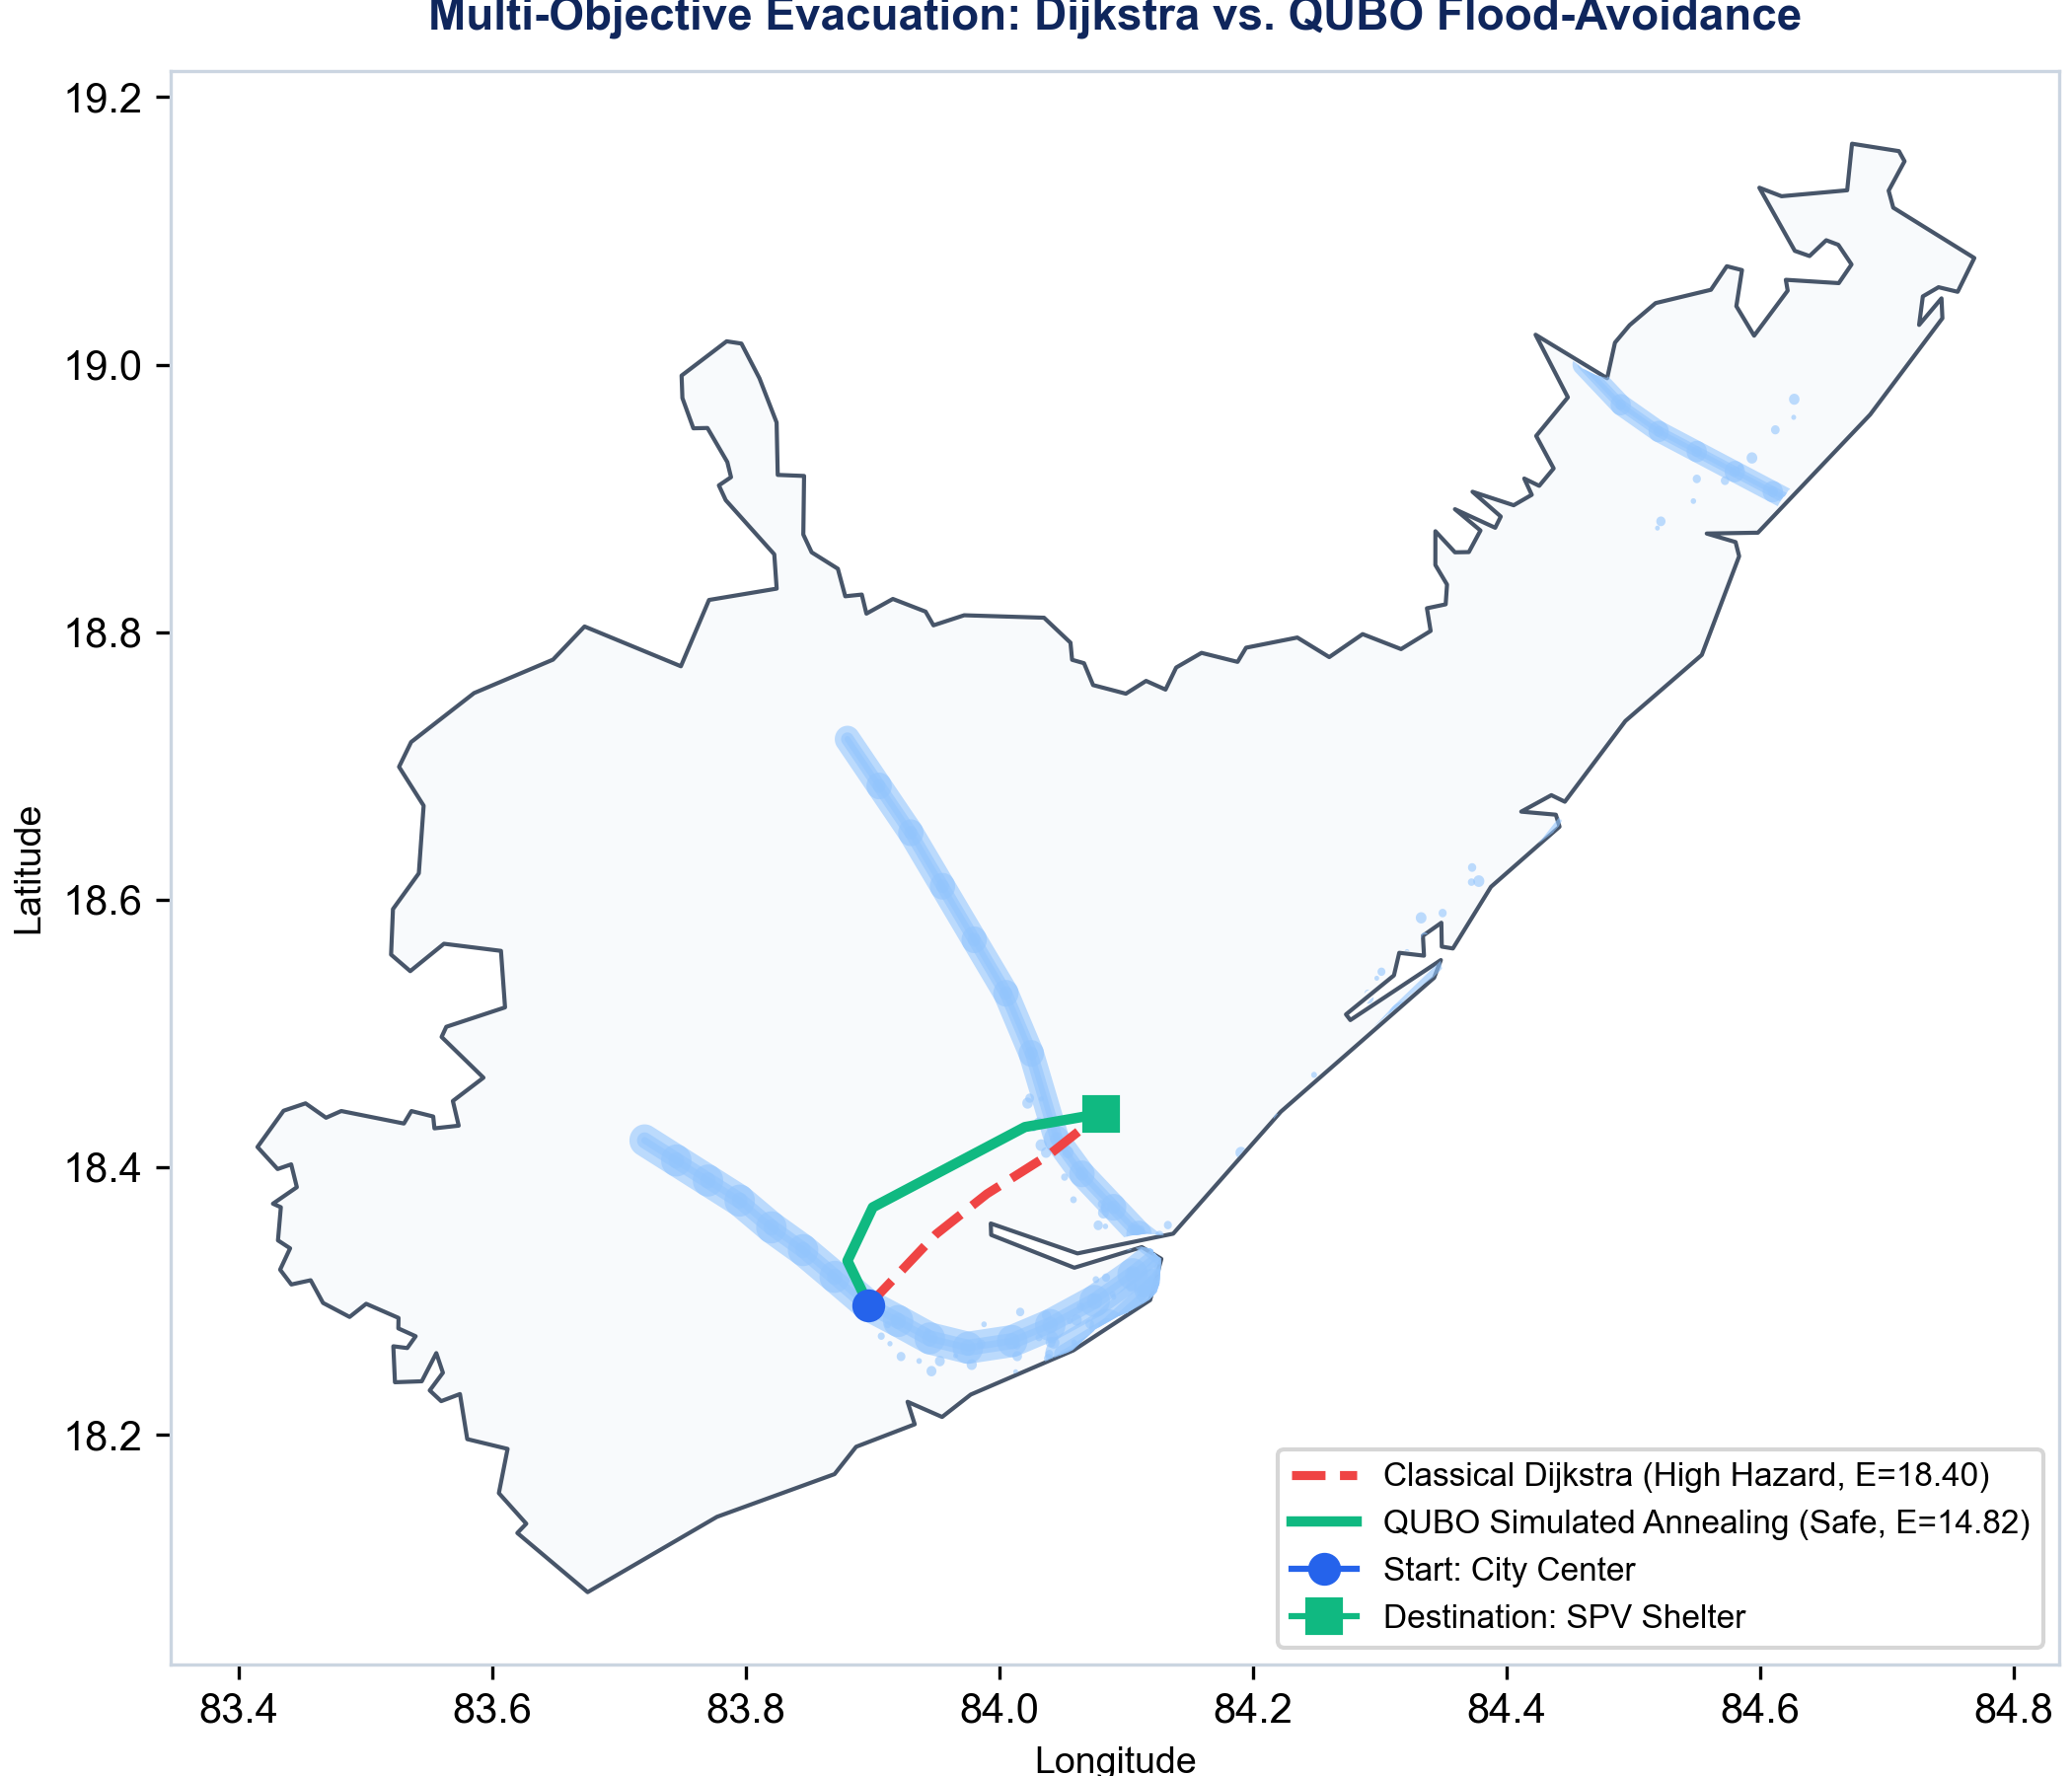 Multi-Objective Evacuation: Dijkstra vs. QUBO Flood-Avoidance
19.2
19.0
18.8
18.6
18.4
18.2
Latitude
83.4 83.6 83.8 84.0 84.2 84.4 84.6 84.8
Longitude
Classical Dijkstra (High Hazard, E=18.40)
QUBO Simulated Annealing (Safe, E=14.82)
Start: City Center
Destination: SPV Shelter